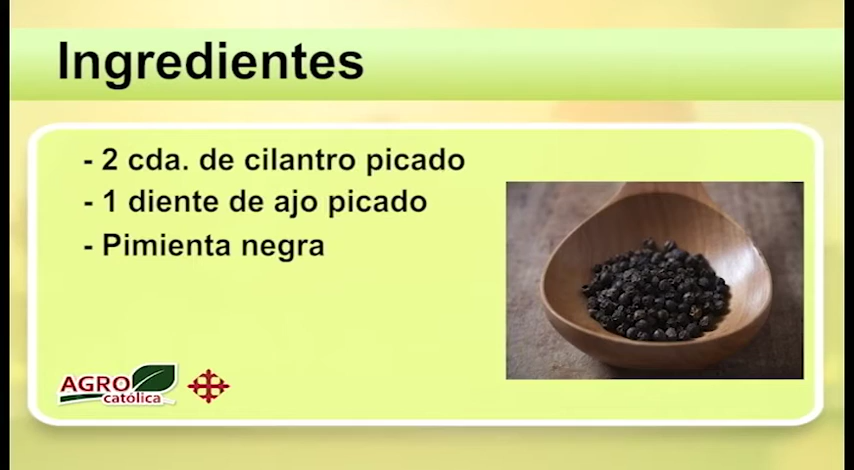 Ingredientes
- 2 cda. de cilantro picado
- 1 diente de ajo picado
- Pimienta negra
AGRO
católica